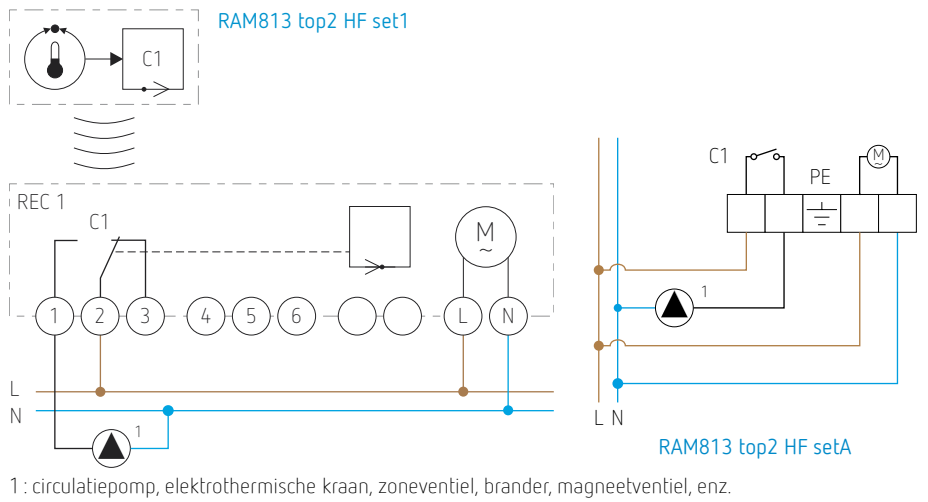 RAM813 top2 HF set1
C1
REC 1
C1
M
~
1 2 3 4 5 6 L N
L
N
1
C1
M
~
PE
1
L N
RAM813 top2 HF setA
1 : circulatiepomp, elektrothermische kraan, zoneventiel, brander, magneetventiel, enz.